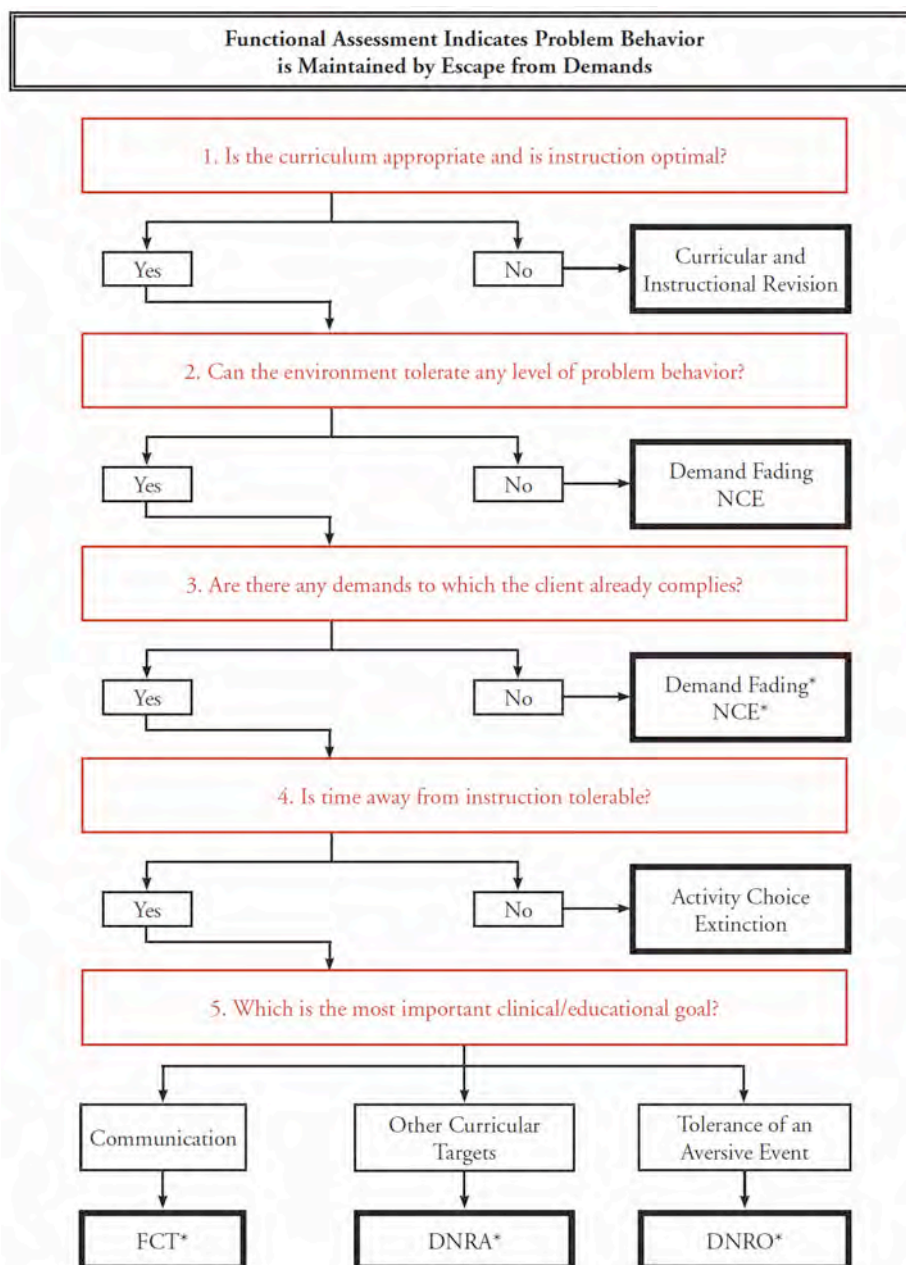 Functional Assessment Indicates Problem Behavior
is Maintained by Escape from Demands
1. Is the curriculum appropriate and is instruction optimal?
Yes
No
Curricular and
Instructional Revision
2. Can the environment tolerate any level of problem behavior?
Yes
No
Demand Fading
NCE
3. Are there any demands to which the client already complies?
Yes
No
Demand Fading*
NCE*
4. Is time away from instruction tolerable?
Yes
No
Activity Choice
Extinction
5. Which is the most important clinical/educational goal?
Communication
Other Curricular
Targets
Tolerance of an
Aversive Event
FCT*
DNRA*
DNRO*